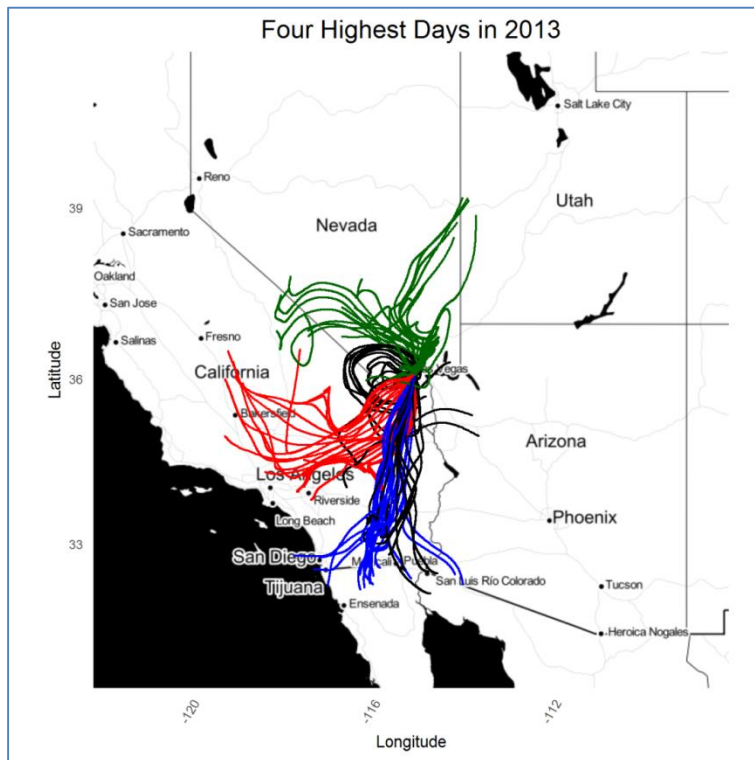 Four Highest Days in 2013
Salt Lake City
Reno
Utah
39
Nevada
Sacramento
Oakland
San Jose
Salinas
Fresno
Latitude
36
California
Vegas
Bakersfield
Arizona
Los Angeles
Riverside
Phoenix
Long Beach
33
San Diego
Puebla
Tijuana
San Luis Río Colorado
Tucson
Ensenada
Heroica Nogales
-120
-116
-112
Longitude